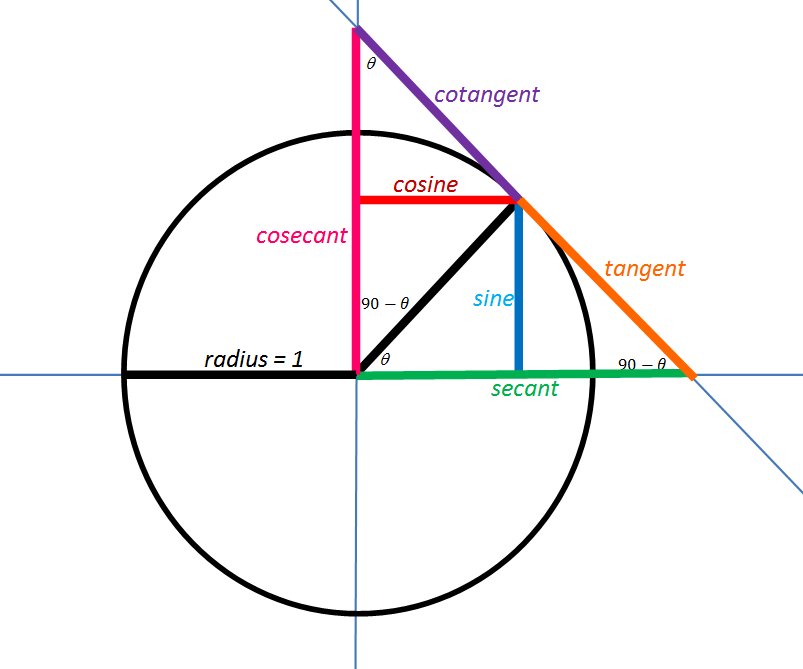 θ
cotangent
cosine
cosecant
tangent
90 − θ
sine
radius = 1
θ
90 − θ
secant